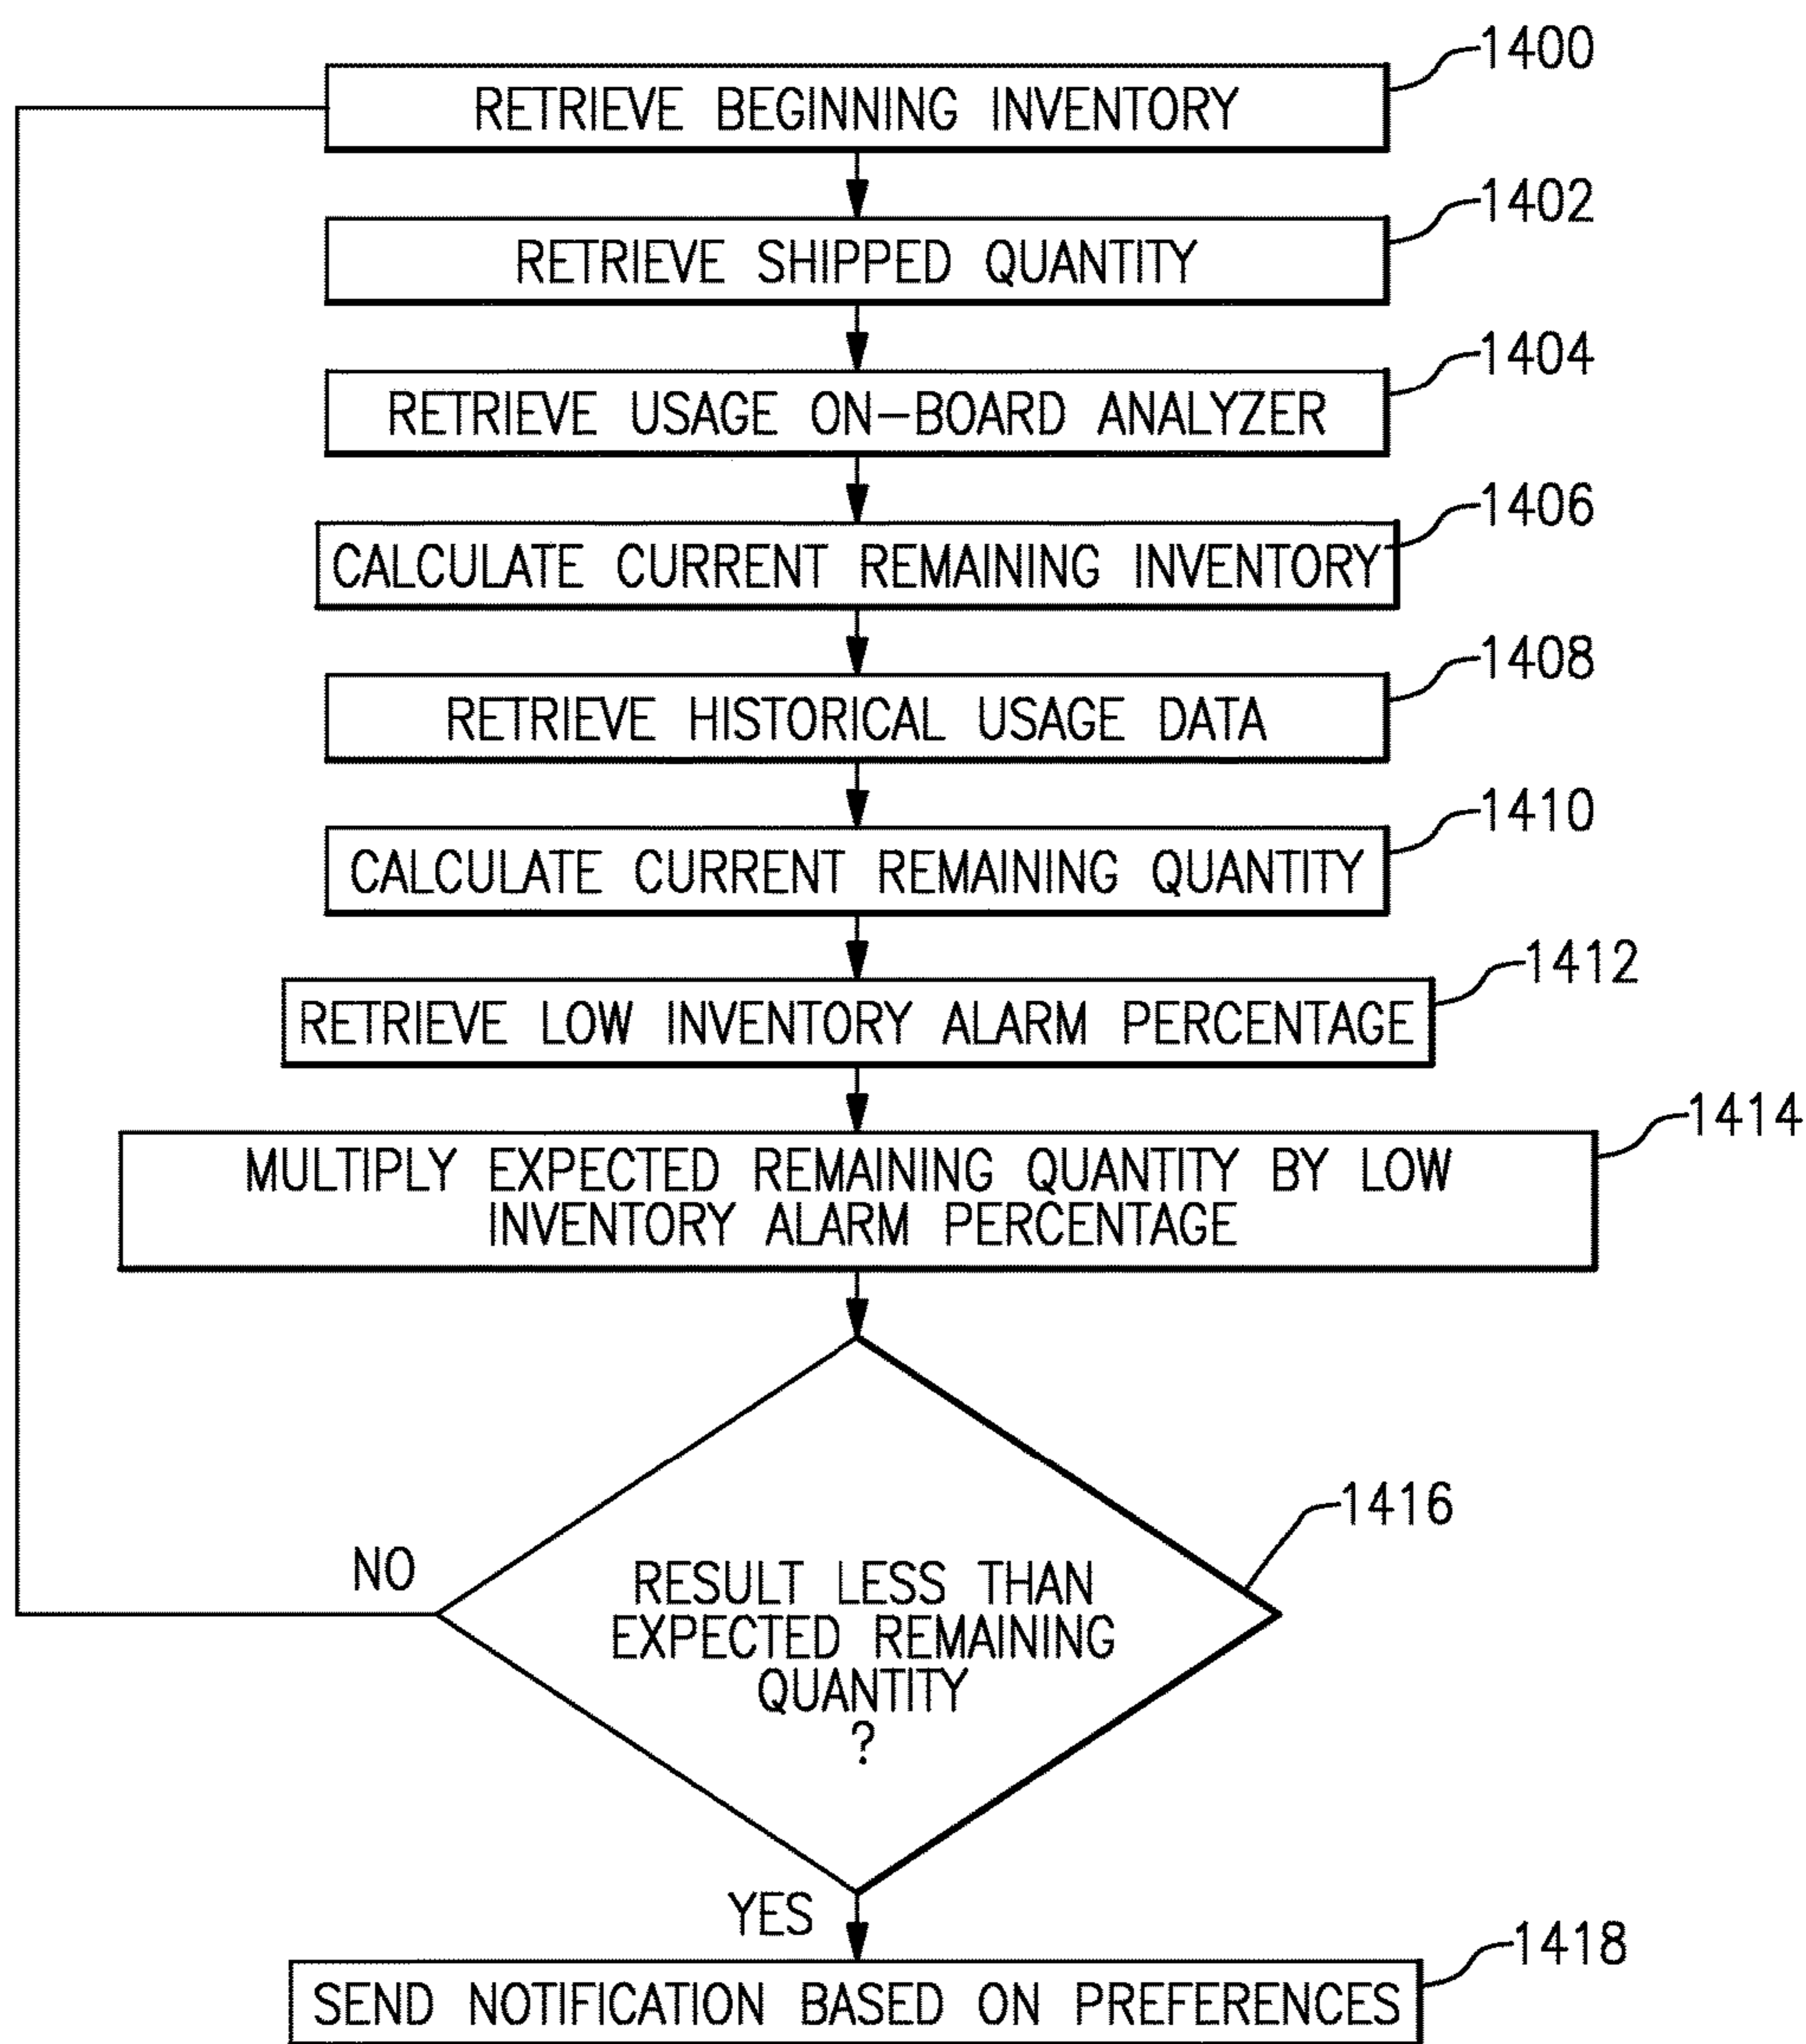 1400
RETRIEVE BEGINNING INVENTORY
1402
RETRIEVE SHIPPED QUANTITY
1404
RETRIEVE USAGE ON-BOARD ANALYZER
1406
CALCULATE CURRENT REMAINING INVENTORY
1408
RETRIEVE HISTORICAL USAGE DATA
1410
CALCULATE CURRENT REMAINING QUANTITY
1412
RETRIEVE LOW INVENTORY ALARM PERCENTAGE
1414
MULTIPLY EXPECTED REMAINING QUANTITY BY LOW
INVENTORY ALARM PERCENTAGE
1416
NO
RESULT LESS THAN
EXPECTED REMAINING
QUANTITY
?
YES
1418
SEND NOTIFICATION BASED ON PREFERENCES